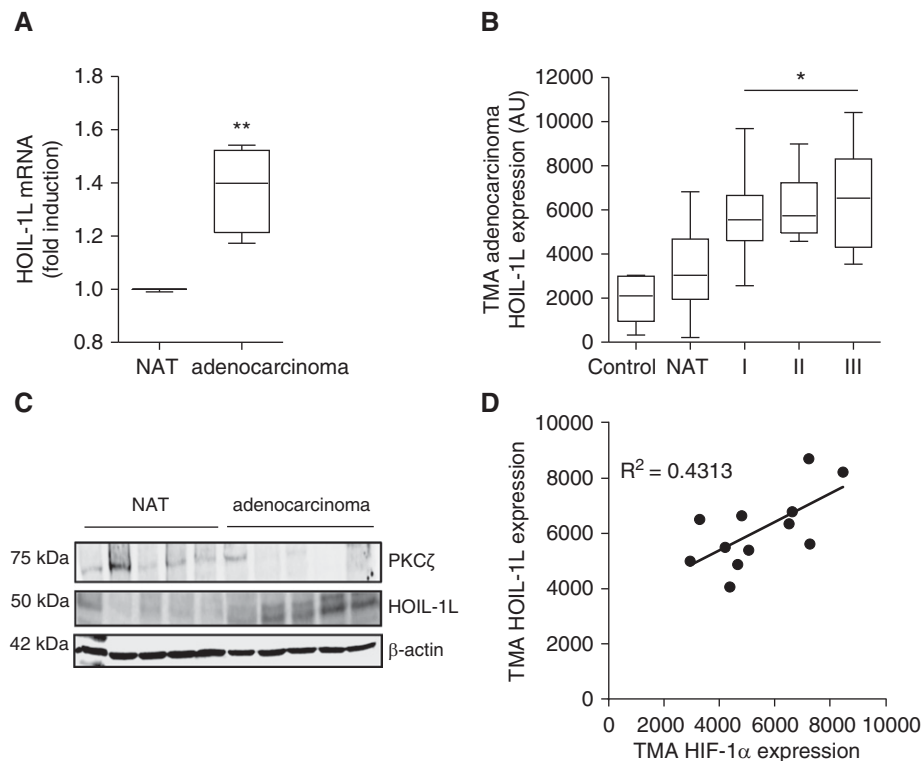 A
HOIL-1L mRNA
(fold induction)
1.8
1.6
1.4
1.2
1.0
0.8
**
NAT adenocarcinoma
B
TMA adenocarcinoma
HOIL-1L expression (AU)
12000
10000
8000
6000
4000
2000
0
*
Control NAT I II III
C
NAT adenocarcinoma
75 kDa PKCζ
50 kDa HOIL-1L
42 kDa β-actin
D
TMA HOIL-1L expression
10000
8000
6000
4000
2000
0
R² = 0.4313
0 2000 4000 6000 8000 10000
TMA HIF-1α expression